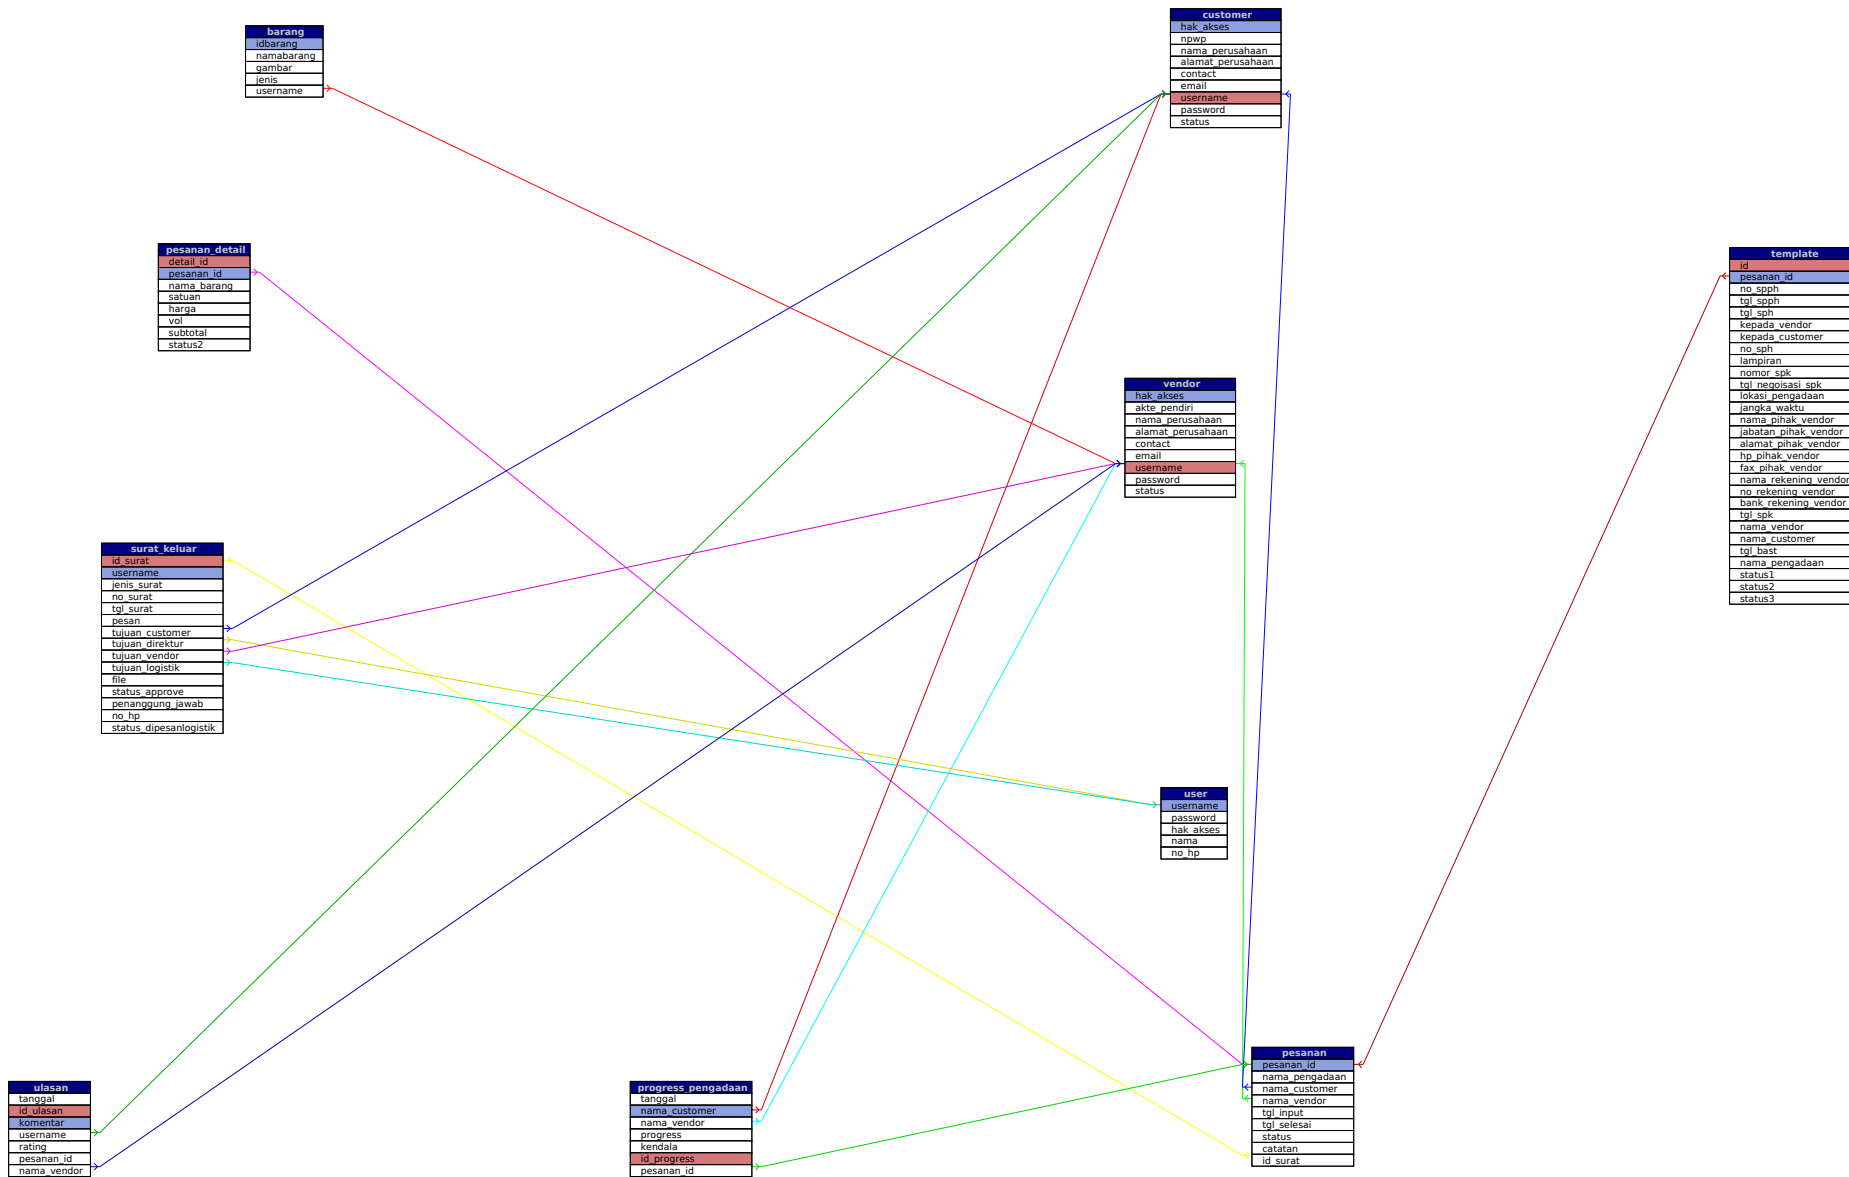 customer
hak_akses
npwp
nama_perusahaan
alamat_perusahaan
contact
email
username
password
status
barang
idbarang
namabarang
gambar
jenis
username
pesanan_detail
detail_id
pesanan_id
nama_barang
satuan
harga
vol
subtotal
status2
template
id
pesanan_id
no_spph
tgl_spph
tgl_sph
kepada_vendor
kepada_customer
no_sph
lampiran
nomor_spk
tgl_negoisasi_spk
lokasi_pengadaan
jangka_waktu
nama_pihak_vendor
jabatan_pihak_vendor
alamat_pihak_vendor
hp_pihak_vendor
fax_pihak_vendor
nama_rekening_vendor
no_rekening_vendor
bank_rekening_vendor
tgl_spk
nama_vendor
nama_customer
tgl_bast
nama_pengadaan
status1
status2
status3
vendor
hak_akses
akte_pendiri
nama_perusahaan
alamat_perusahaan
contact
email
username
password
status
surat_keluar
id_surat
username
jenis_surat
no_surat
tgl_surat
pesan
tujuan_customer
tujuan_direktur
tujuan_vendor
tujuan_logistik
file
status_approve
penanggung_jawab
no_hp
status_dipesanlogistik
user
username
password
hak_akses
nama
no_hp
pesanan
pesanan_id
nama_pengadaan
nama_customer
nama_vendor
tgl_input
tgl_selesai
status
catatan
id_surat
ulasan
tanggal
id_ulasan
komentar
username
rating
pesanan_id
nama_vendor
progress_pengadaan
tanggal
nama_customer
nama_vendor
progress
kendala
id_progress
pesanan_id